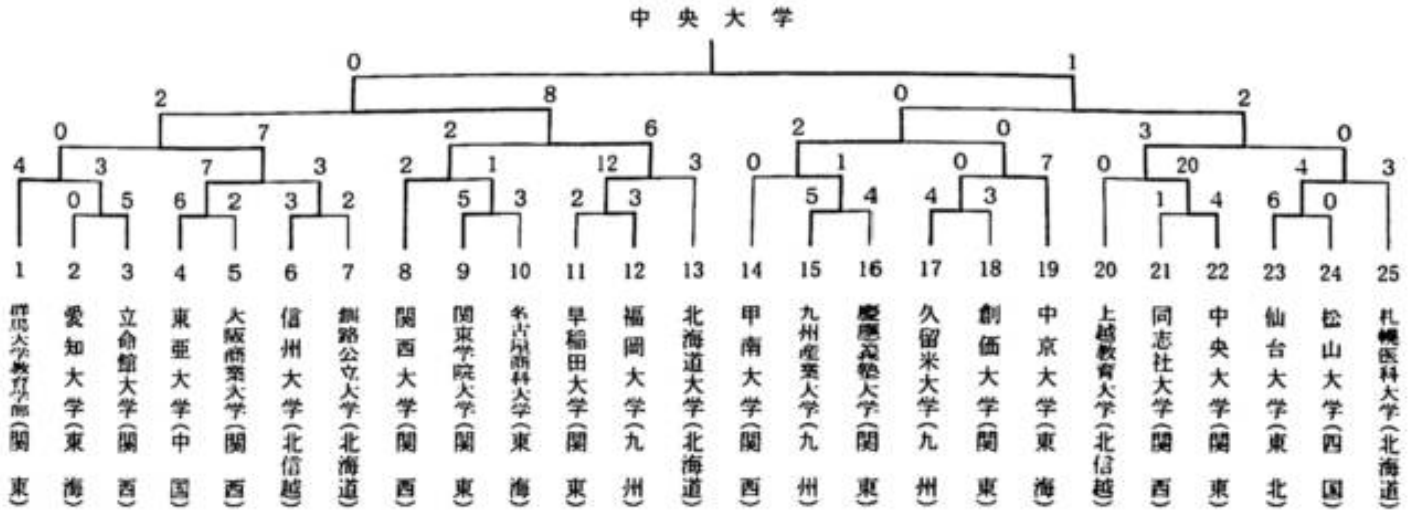 中央大学
0 1
2 8 0 2
0 7 2 6 2 0 3 0
4 3 7 3 2 1 12 3 0 1 0 7 0 20 4 3
0 5 6 2 3 2 5 3 2 3 5 4 4 3 1 4 6 0
1 2 3 4 5 6 7 8 9 10 11 12 13 14 15 16 17 18 19 20 21 22 23 24 25
群馬大学教育学部(関東)
愛知大学(東海)
立命館大学(関西)
東亜大学(中国)
大阪商業大学(関西)
信州大学(北信越)
釧路公立大学(北海道)
関西大学(関西)
関東学院大学(関東)
名古屋商科大学(東海)
早稲田大学(関東)
福岡大学(九州)
北海道大学(北海道)
甲南大学(関西)
九州産業大学(九州)
慶應義塾大学(関東)
久留米大学(九州)
創価大学(関東)
中京大学(東海)
上越教育大学(北信越)
同志社大学(関西)
中央大学(関東)
仙台大学(東北)
松山大学(四国)
札幌医科大学(北海道)